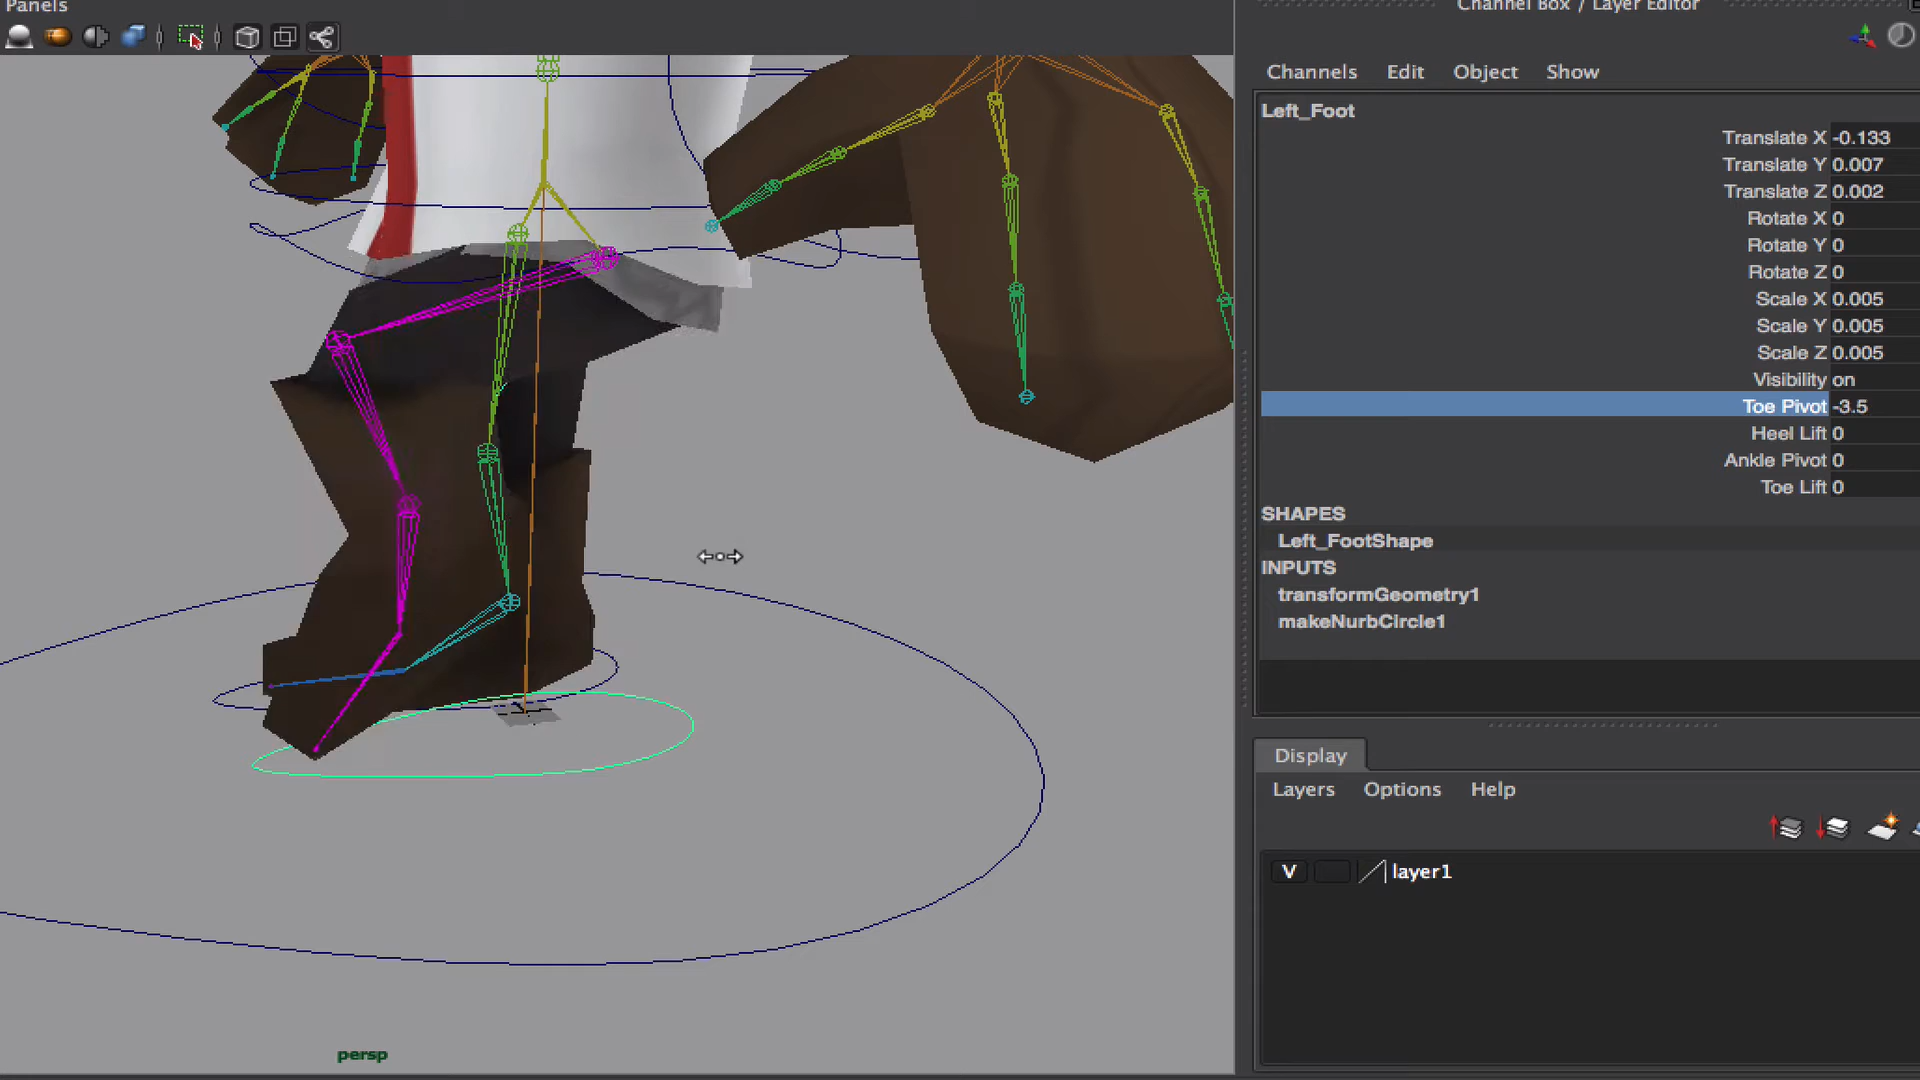 Panels
Channel Box / Layer Editor
Channels Edit Object Show
Left_Foot
Translate X -0.133
Translate Y 0.007
Translate Z 0.002
Rotate X 0
Rotate Y 0
Rotate Z 0
Scale X 0.005
Scale Y 0.005
Scale Z 0.005
Visibility on
Toe Pivot -3.5
Heel Lift 0
Ankle Pivot 0
Toe Lift 0
SHAPES
Left_FootShape
INPUTS
transformGeometry1
makeNurbCircle1
Display
Layers Options Help
V layer1
persp